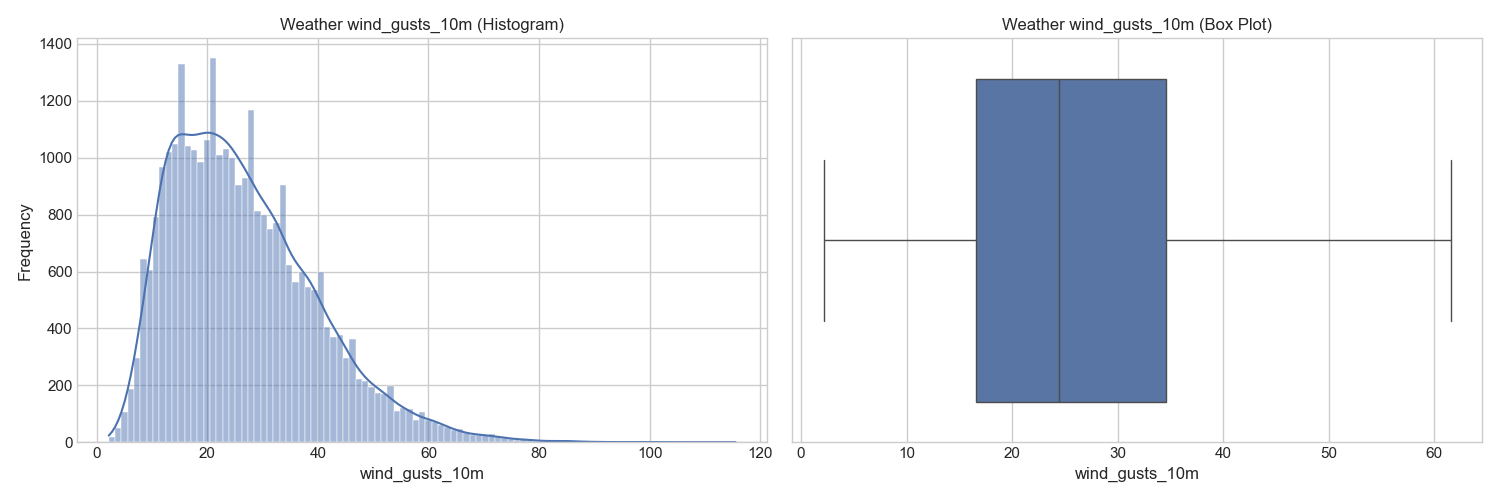 Weather wind_gusts_10m (Histogram)
1400
1200
1000
800
600
400
200
0
Frequency
0 20 40 60 80 100 120
wind_gusts_10m
Weather wind_gusts_10m (Box Plot)
0 10 20 30 40 50 60
wind_gusts_10m